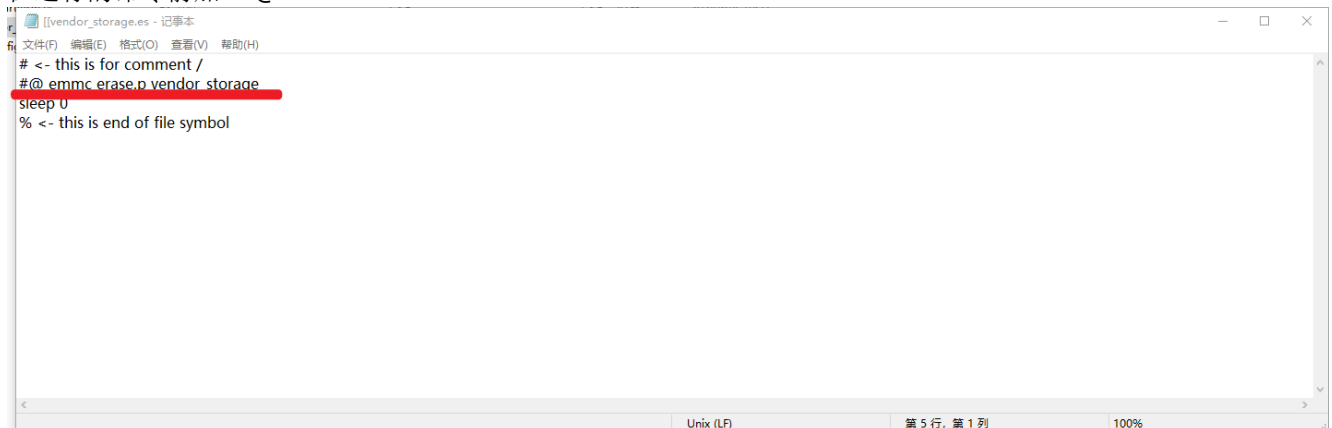 [[vendor_storage.es - 记事本
文件(F) 编辑(E) 格式(O) 查看(V) 帮助(H)
# <- this is for comment /
#@ emmc erase.p vendor_storage
sleep 0
% <- this is end of file symbol
Unix (LF) 第 5 行, 第 1 列 100%